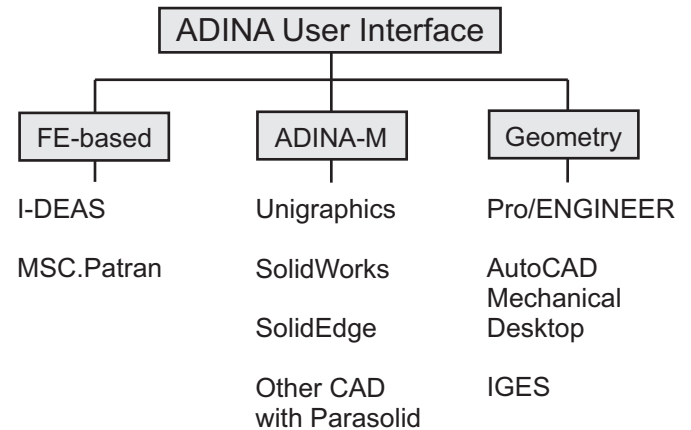 ADINA User Interface
FE-based
ADINA-M
Geometry
I-DEAS
MSC.Patran
Unigraphics
SolidWorks
SolidEdge
Other CAD
with Parasolid
Pro/ENGINEER
AutoCAD
Mechanical
Desktop
IGES